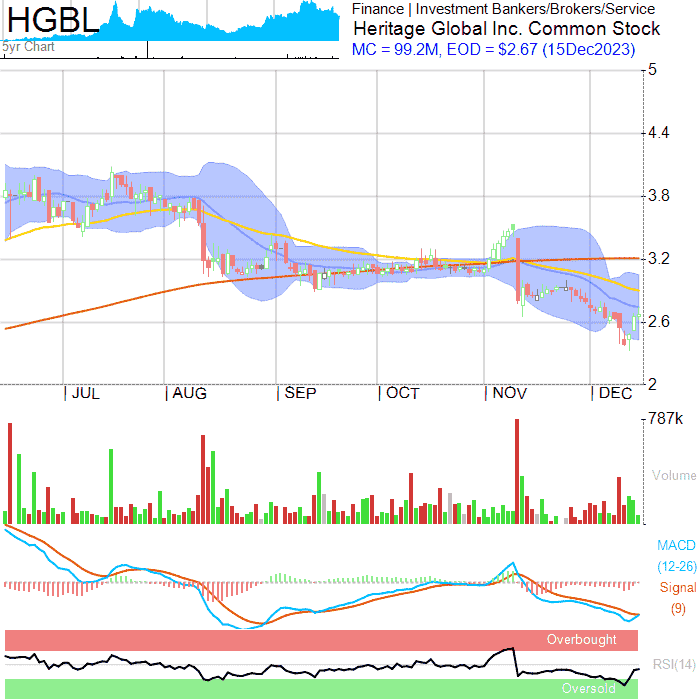 HGBL
5yr Chart
Finance | Investment Bankers/Brokers/Service
Heritage Global Inc. Common Stock
MC = 99.2M, EOD = $2.67 (15Dec2023)
5
4.4
3.8
3.2
2.6
2
JUL
AUG
SEP
OCT
NOV
DEC
787k
Volume
MACD
(12-26)
Signal
(9)
Overbought
RSI(14)
Oversold